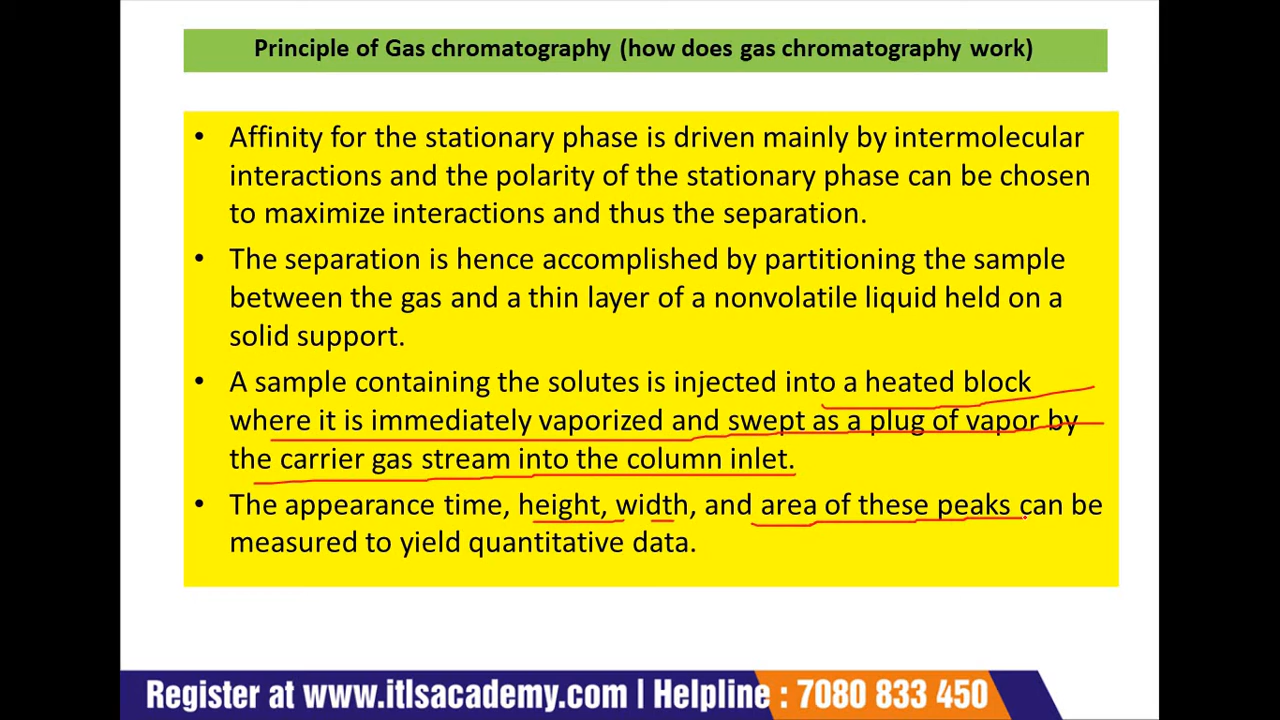 Principle of Gas chromatography (how does gas chromatography work)
• Affinity for the stationary phase is driven mainly by intermolecular
interactions and the polarity of the stationary phase can be chosen
to maximize interactions and thus the separation.
• The separation is hence accomplished by partitioning the sample
between the gas and a thin layer of a nonvolatile liquid held on a
solid support.
• A sample containing the solutes is injected into a heated block
where it is immediately vaporized and swept as a plug of vapor by
the carrier gas stream into the column inlet.
• The appearance time, height, width, and area of these peaks can be
measured to yield quantitative data.
Register at www.itlsacademy.com | Helpline : 7080 833 450